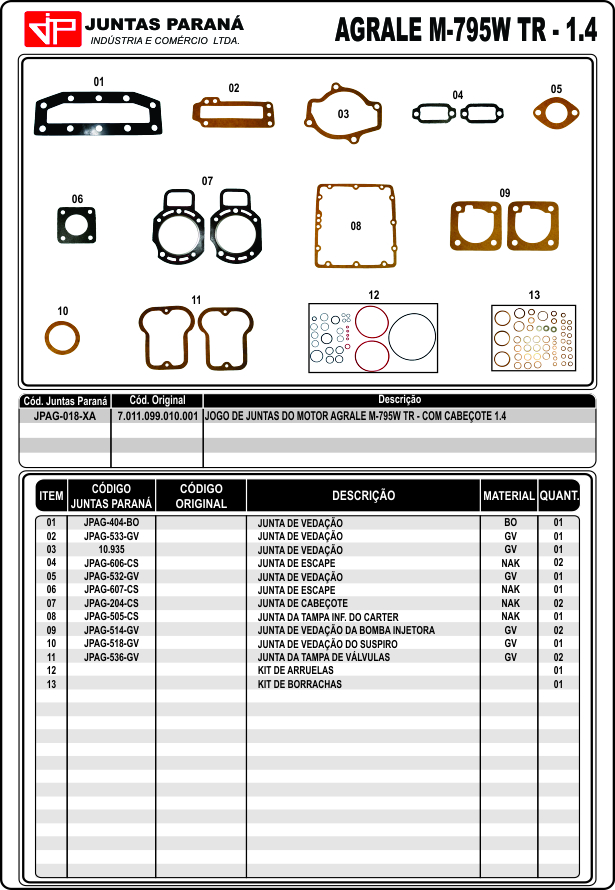 JP JUNTAS PARANÁ
INDÚSTRIA E COMÉRCIO LTDA.
AGRALE M-795W TR - 1.4
01
02
03
04
05
06
07
08
09
10
11
12
13
Cód. Juntas Paraná Cód. Original Descrição
JPAG-018-XA 7.011.099.010.001 JOGO DE JUNTAS DO MOTOR AGRALE M-795W TR - COM CABEÇOTE 1.4
ITEM CÓDIGO JUNTAS PARANÁ CÓDIGO ORIGINAL DESCRIÇÃO MATERIAL QUANT.
01 JPAG-404-BO JUNTA DE VEDAÇÃO BO 01
02 JPAG-533-GV JUNTA DE VEDAÇÃO GV 01
03 10.935 JUNTA DE VEDAÇÃO GV 01
04 JPAG-606-CS JUNTA DE ESCAPE NAK 02
05 JPAG-532-GV JUNTA DE VEDAÇÃO GV 01
06 JPAG-607-CS JUNTA DE ESCAPE NAK 01
07 JPAG-204-CS JUNTA DE CABEÇOTE NAK 02
08 JPAG-505-CS JUNTA DA TAMPA INF. DO CARTER NAK 01
09 JPAG-514-GV JUNTA DE VEDAÇÃO DA BOMBA INJETORA GV 02
10 JPAG-518-GV JUNTA DE VEDAÇÃO DO SUSPIRO GV 01
11 JPAG-536-GV JUNTA DA TAMPA DE VÁLVULAS GV 02
12 KIT DE ARRUELAS 01
13 KIT DE BORRACHAS 01